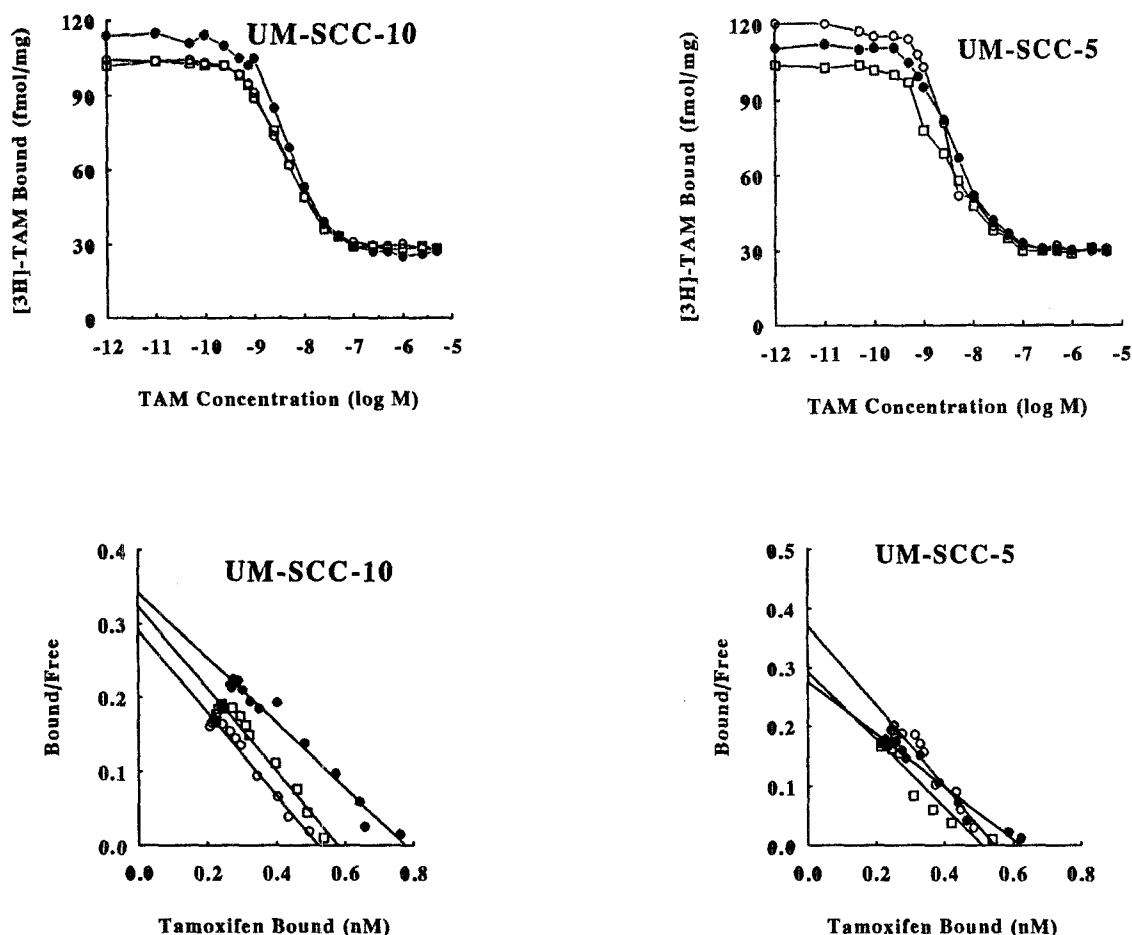 UM-SCC-10
[3H]-TAM Bound (fmol/mg)
120
90
60
30
0
-12 -11 -10 -9 -8 -7 -6 -5
TAM Concentration (log M)
UM-SCC-5
[3H]-TAM Bound (fmol/mg)
120
90
60
30
0
-12 -11 -10 -9 -8 -7 -6 -5
TAM Concentration (log M)
UM-SCC-10
Bound/Free
0.4
0.3
0.2
0.1
0.0
0.0 0.2 0.4 0.6 0.8
Tamoxifen Bound (nM)
UM-SCC-5
Bound/Free
0.5
0.4
0.3
0.2
0.1
0.0
0.0 0.2 0.4 0.6 0.8
Tamoxifen Bound (nM)